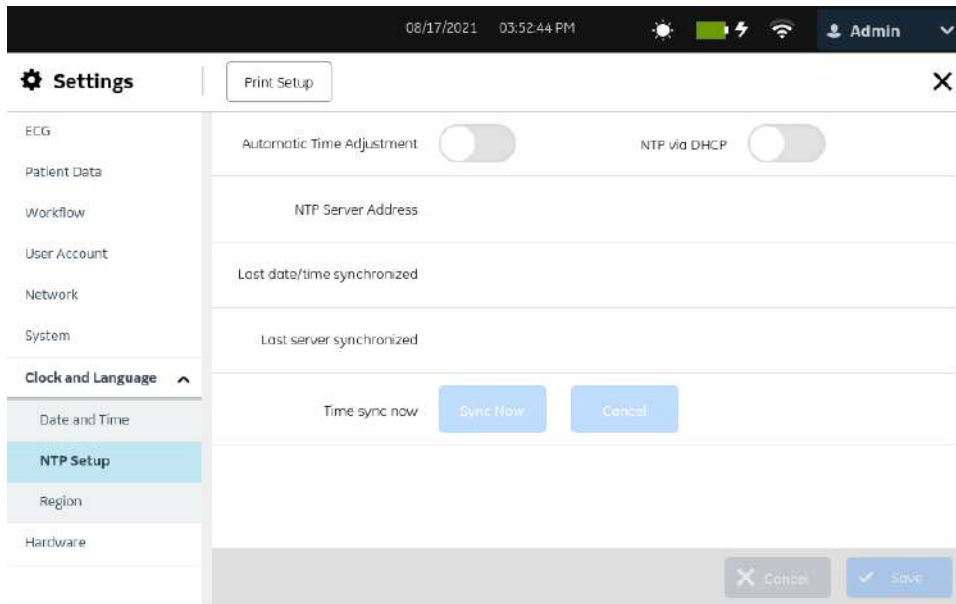 08/17/2021 03:52:44 PM Admin
Settings Print Setup
ECG
Patient Data
Workflow
User Account
Network
System
Clock and Language
Date and Time
NTP Setup
Region
Hardware
Automatic Time Adjustment NTP via DHCP
NTP Server Address
Last date/time synchronized
Last server synchronized
Time sync now Sync Now Cancel
Cancel Save